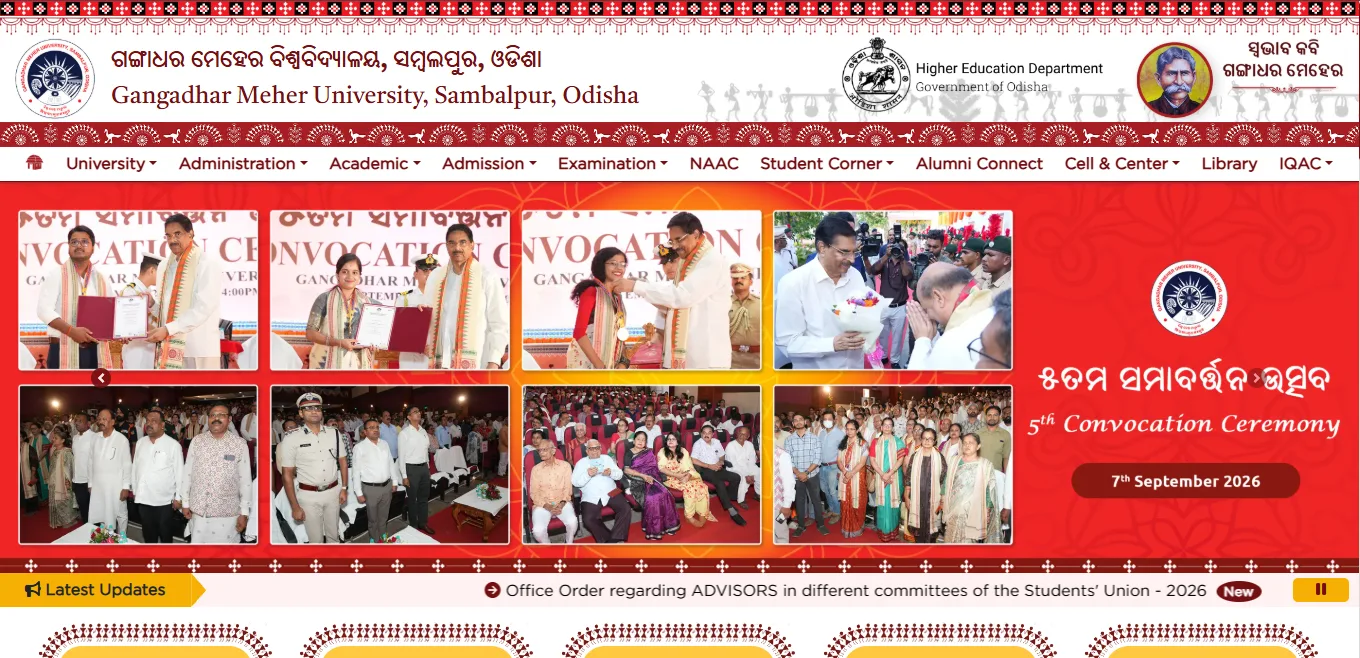 ଗଙ୍ଗାଧର ମେହେର ବିଶ୍ୱବିଦ୍ୟାଳୟ, ସମ୍ବଲପୁର, ଓଡିଶା
Gangadhar Meher University, Sambalpur, Odisha
Higher Education Department
Government of Odisha
ସ୍ୱଭାବ କବି
ଗଙ୍ଗାଧର ମେହେର
University Administration Academic Admission Examination NAAC Student Corner Alumni Connect Cell & Center Library IQAC
୫ତମ ସମାବର୍ତ୍ତନ ଉତ୍ସବ
5th Convocation Ceremony
7th September 2026
Latest Updates
Office Order regarding ADVISORS in different committees of the Students' Union - 2026 New